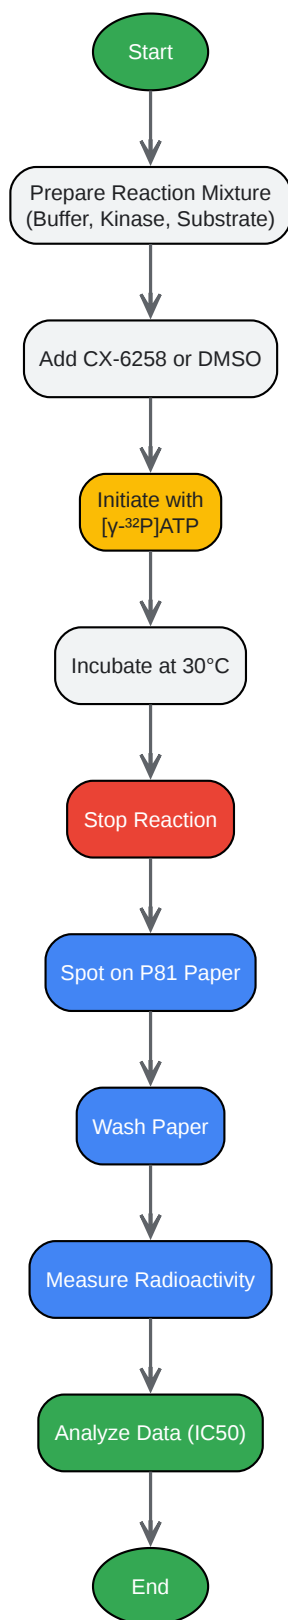 Start
Prepare Reaction Mixture
(Buffer, Kinase, Substrate)
Add CX-6258 or DMSO
Initiate with
[γ-³²P]ATP
Incubate at 30°C
Stop Reaction
Spot on P81 Paper
Wash Paper
Measure Radioactivity
Analyze Data (IC50)
End